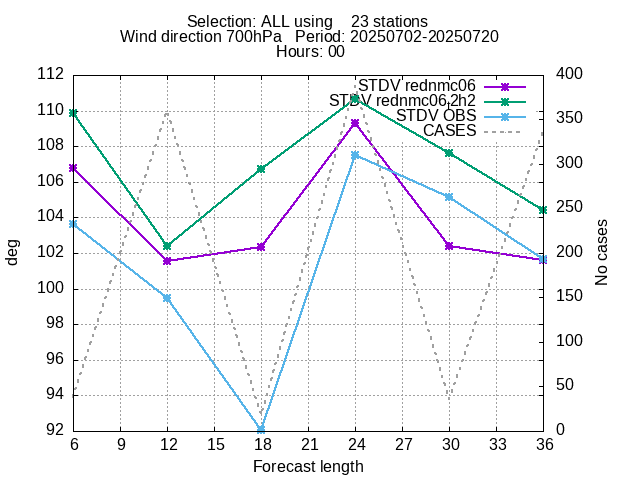 Selection: ALL using    23 stations
Wind direction 700hPa   Period: 20250702-20250720
Hours: 00
STDV rednmc06
STDV rednmc06,2h2
STDV OBS
CASES
deg
112
110
108
106
104
102
100
98
96
94
92
400
350
300
250
200
150
100
50
0
No cases
6 9 12 15 18 21 24 27 30 33 36
Forecast length